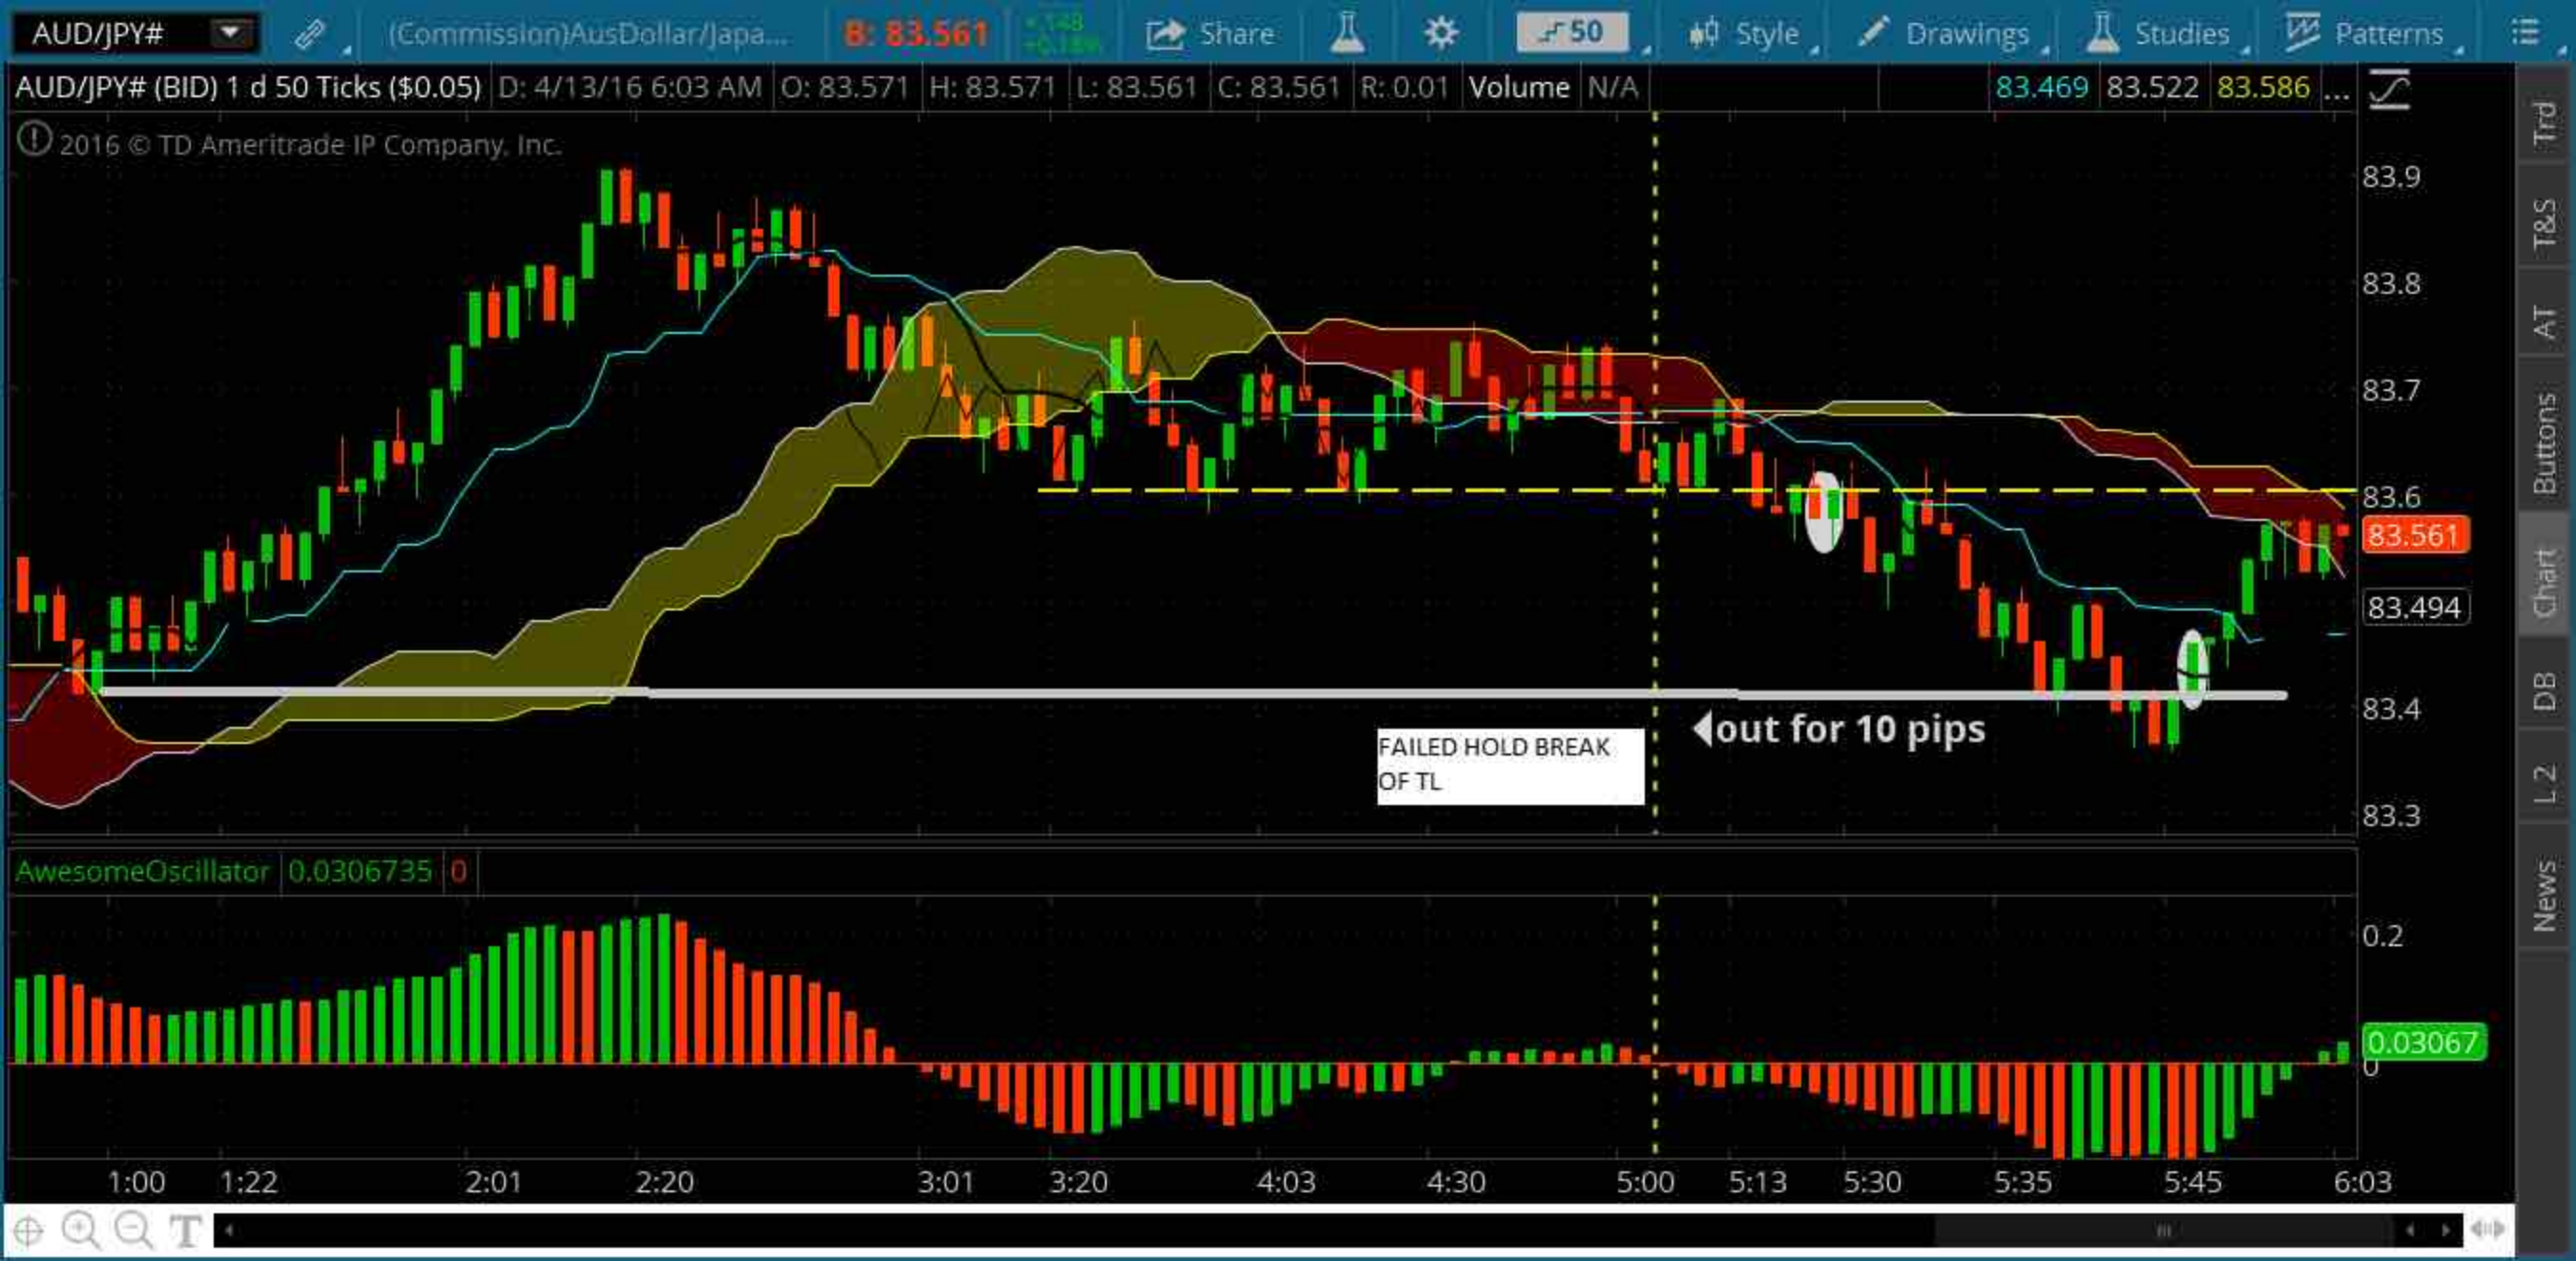 AUD/JPY# (Commission)AusDollar/Japa... B: 83.561 +.148 +0.18% Share 50 Style Drawings Studies Patterns
AUD/JPY# (BID) 1 d 50 Ticks ($0.05) D: 4/13/16 6:03 AM O: 83.571 H: 83.571 L: 83.561 C: 83.561 R: 0.01 Volume N/A 83.469 83.522 83.586 ...
2016 © TD Ameritrade IP Company, Inc.
83.9
83.8
83.7
83.6
83.561
83.494
83.4
83.3
out for 10 pips
FAILED HOLD BREAK
OF TL
AwesomeOscillator 0.0306735 0
0.2
0.03067
0
1:00 1:22 2:01 2:20 3:01 3:20 4:03 4:30 5:00 5:13 5:30 5:35 5:45 6:03
T
Trd
T&S
AT
Buttons
Chart
DB
L 2
News